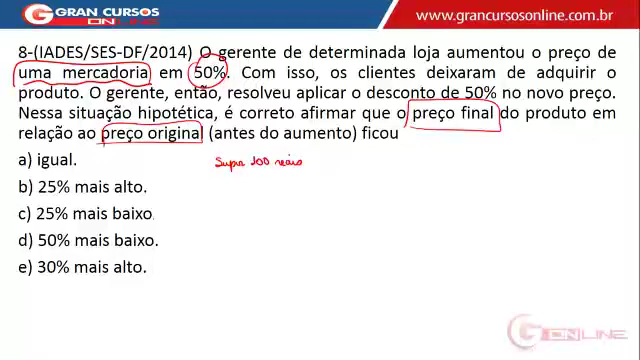 GRAN CURSOS
ONLINE
www.grancursosonline.com.br
8-(IADES/SES-DF/2014) O gerente de determinada loja aumentou o preço de
uma mercadoria em 50%. Com isso, os clientes deixaram de adquirir o
produto. O gerente, então, resolveu aplicar o desconto de 50% no novo preço.
Nessa situação hipotética, é correto afirmar que o preço final do produto em
relação ao preço original (antes do aumento) ficou
a) igual.
Supra 100 reais
b) 25% mais alto.
c) 25% mais baixo
d) 50% mais baixo.
e) 30% mais alto.
G ONLINE